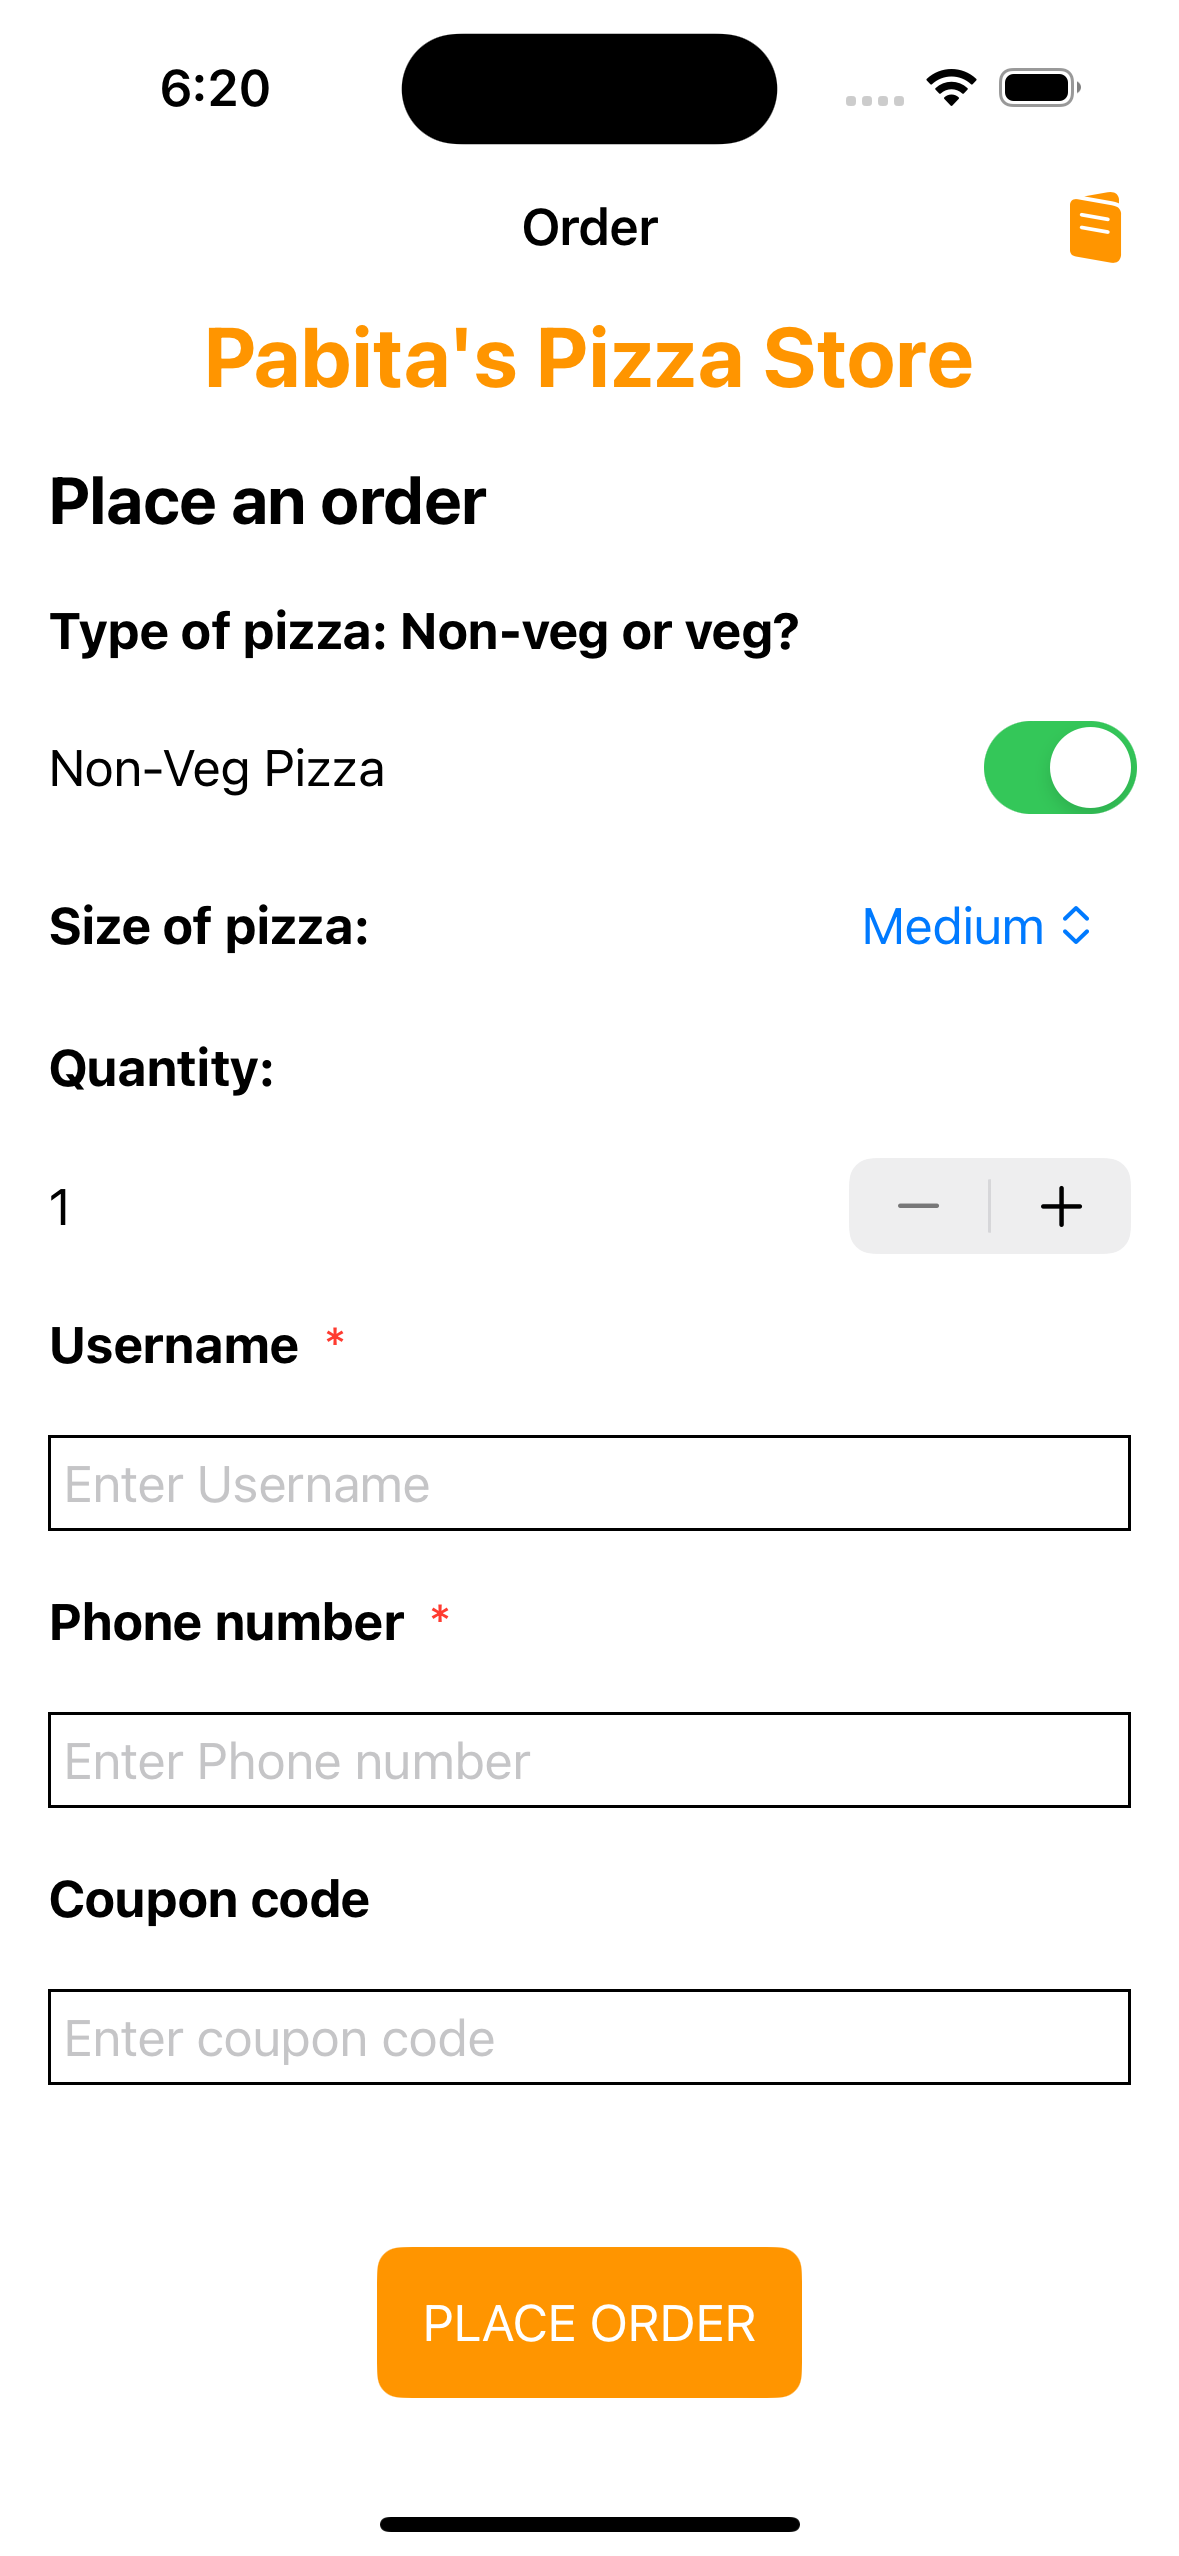 6:20
Order
Pabita's Pizza Store
Place an order
Type of pizza: Non-veg or veg?
Non-Veg Pizza
Size of pizza: Medium
Quantity:
1
Username *
Enter Username
Phone number *
Enter Phone number
Coupon code
Enter coupon code
PLACE ORDER